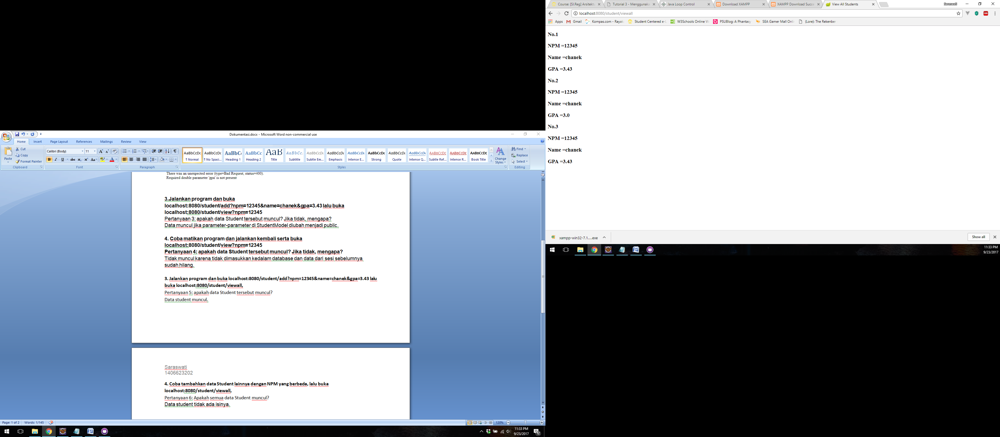 Dokumentasi.docx - Microsoft Word non-commercial use
Home Insert Page Layout References Mailings Review View
Paste
Cut
Copy
Format Painter
Clipboard
Calibri (Body) 11
Font
Paragraph
AaBbCcDc AaBbCcDc AaBbC AaBbCc AaB AaBbCc. AaBbCcDc AaBbCcDc AaBbCcDc AaBbCcDc AaBbCcDc AaBbCcDc AABBCCDE AABBCCDE AABBCCDE
¶ Normal ¶ No Spaci... Heading 1 Heading 2 Title Subtitle Subtle Em... Emphasis Intense E... Strong Quote Intense Q... Subtle Ref... Intense R... Book Title
Change Styles
Styles
Find
Replace
Select
Editing
There was an unexpected error (type=Bad Request, status=400).
Required double parameter 'gpa' is not present
3.Jalankan program dan buka
localhost:8080/student/add?npm=12345&name=chanek&gpa=3.43 lalu buka
localhost:8080/student/view?npm=12345
Pertanyaan 3: apakah data Student tersebut muncul? Jika tidak, mengapa?
Data muncul jika parameter-parameter di StudentModel diubah menjadi public.
4. Coba matikan program dan jalankan kembali serta buka
localhost:8080/student/view?npm=12345
Pertanyaan 4: apakah data Student tersebut muncul? Jika tidak, mengapa?
Tidak muncul karena tidak dimasukkan kedalam database dan data dari sesi sebelumnya
sudah hilang.
3. Jalankan program dan buka localhost:8080/student/add?npm=12345&name=chanek&gpa=3.43 lalu
buka localhost:8080/student/viewall,
Pertanyaan 5: apakah data Student tersebut muncul?
Data student muncul.
Saraswati
1406623202
4. Coba tambahkan data Student lainnya dengan NPM yang berbeda, lalu buka
localhost:8080/student/viewall,
Pertanyaan 6: Apakah semua data Student muncul?
Data student tidak ada isinya.
Page: 1 of 2 Words: 1/145 120%
11:33 PM
9/23/2017
12
Course: [SI.Reg] Arsitekt Tutorial 3 - Menggunaka Java Loop Control Download XAMPP XAMPP Download Succe View All Students Saraswati
localhost:8080/student/viewall
Apps Gmail Kompas.com - Rayak Student Centered e-L W3Schools Online W PSUBlog: A Phantasy SEA Gamer Mall Onli (Lore): The Rekenber
No.1
NPM =12345
Name =chanek
GPA =3.43
No.2
NPM =12345
Name =chanek
GPA =3.0
No.3
NPM =12345
Name =chanek
GPA =3.43
xampp-win32-7.1.....exe Show all
11:33 PM
9/23/2017